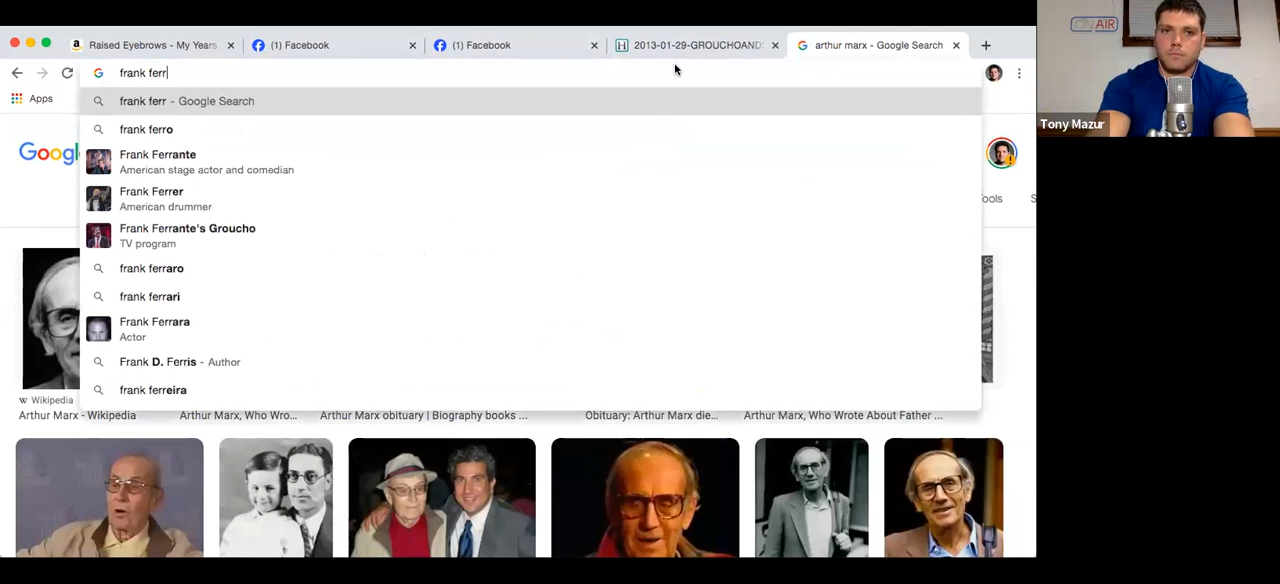 ON AIR
Raised Eyebrows - My Years
(1) Facebook
(1) Facebook
2013-01-29-GROUCHOAND
arthur marx - Google Search
frank ferr
Apps
frank ferr - Google Search
frank ferro
Frank Ferrante
American stage actor and comedian
Frank Ferrer
American drummer
Frank Ferrante's Groucho
TV program
frank ferraro
frank ferrari
Frank Ferrara
Actor
Frank D. Ferris - Author
frank ferreira
Tony Mazur
Wikipedia
Arthur Marx - Wikipedia
Arthur Marx, Who Wro...
Arthur Marx obituary | Biography books ...
Obituary: Arthur Marx die...
Arthur Marx, Who Wrote About Father ...